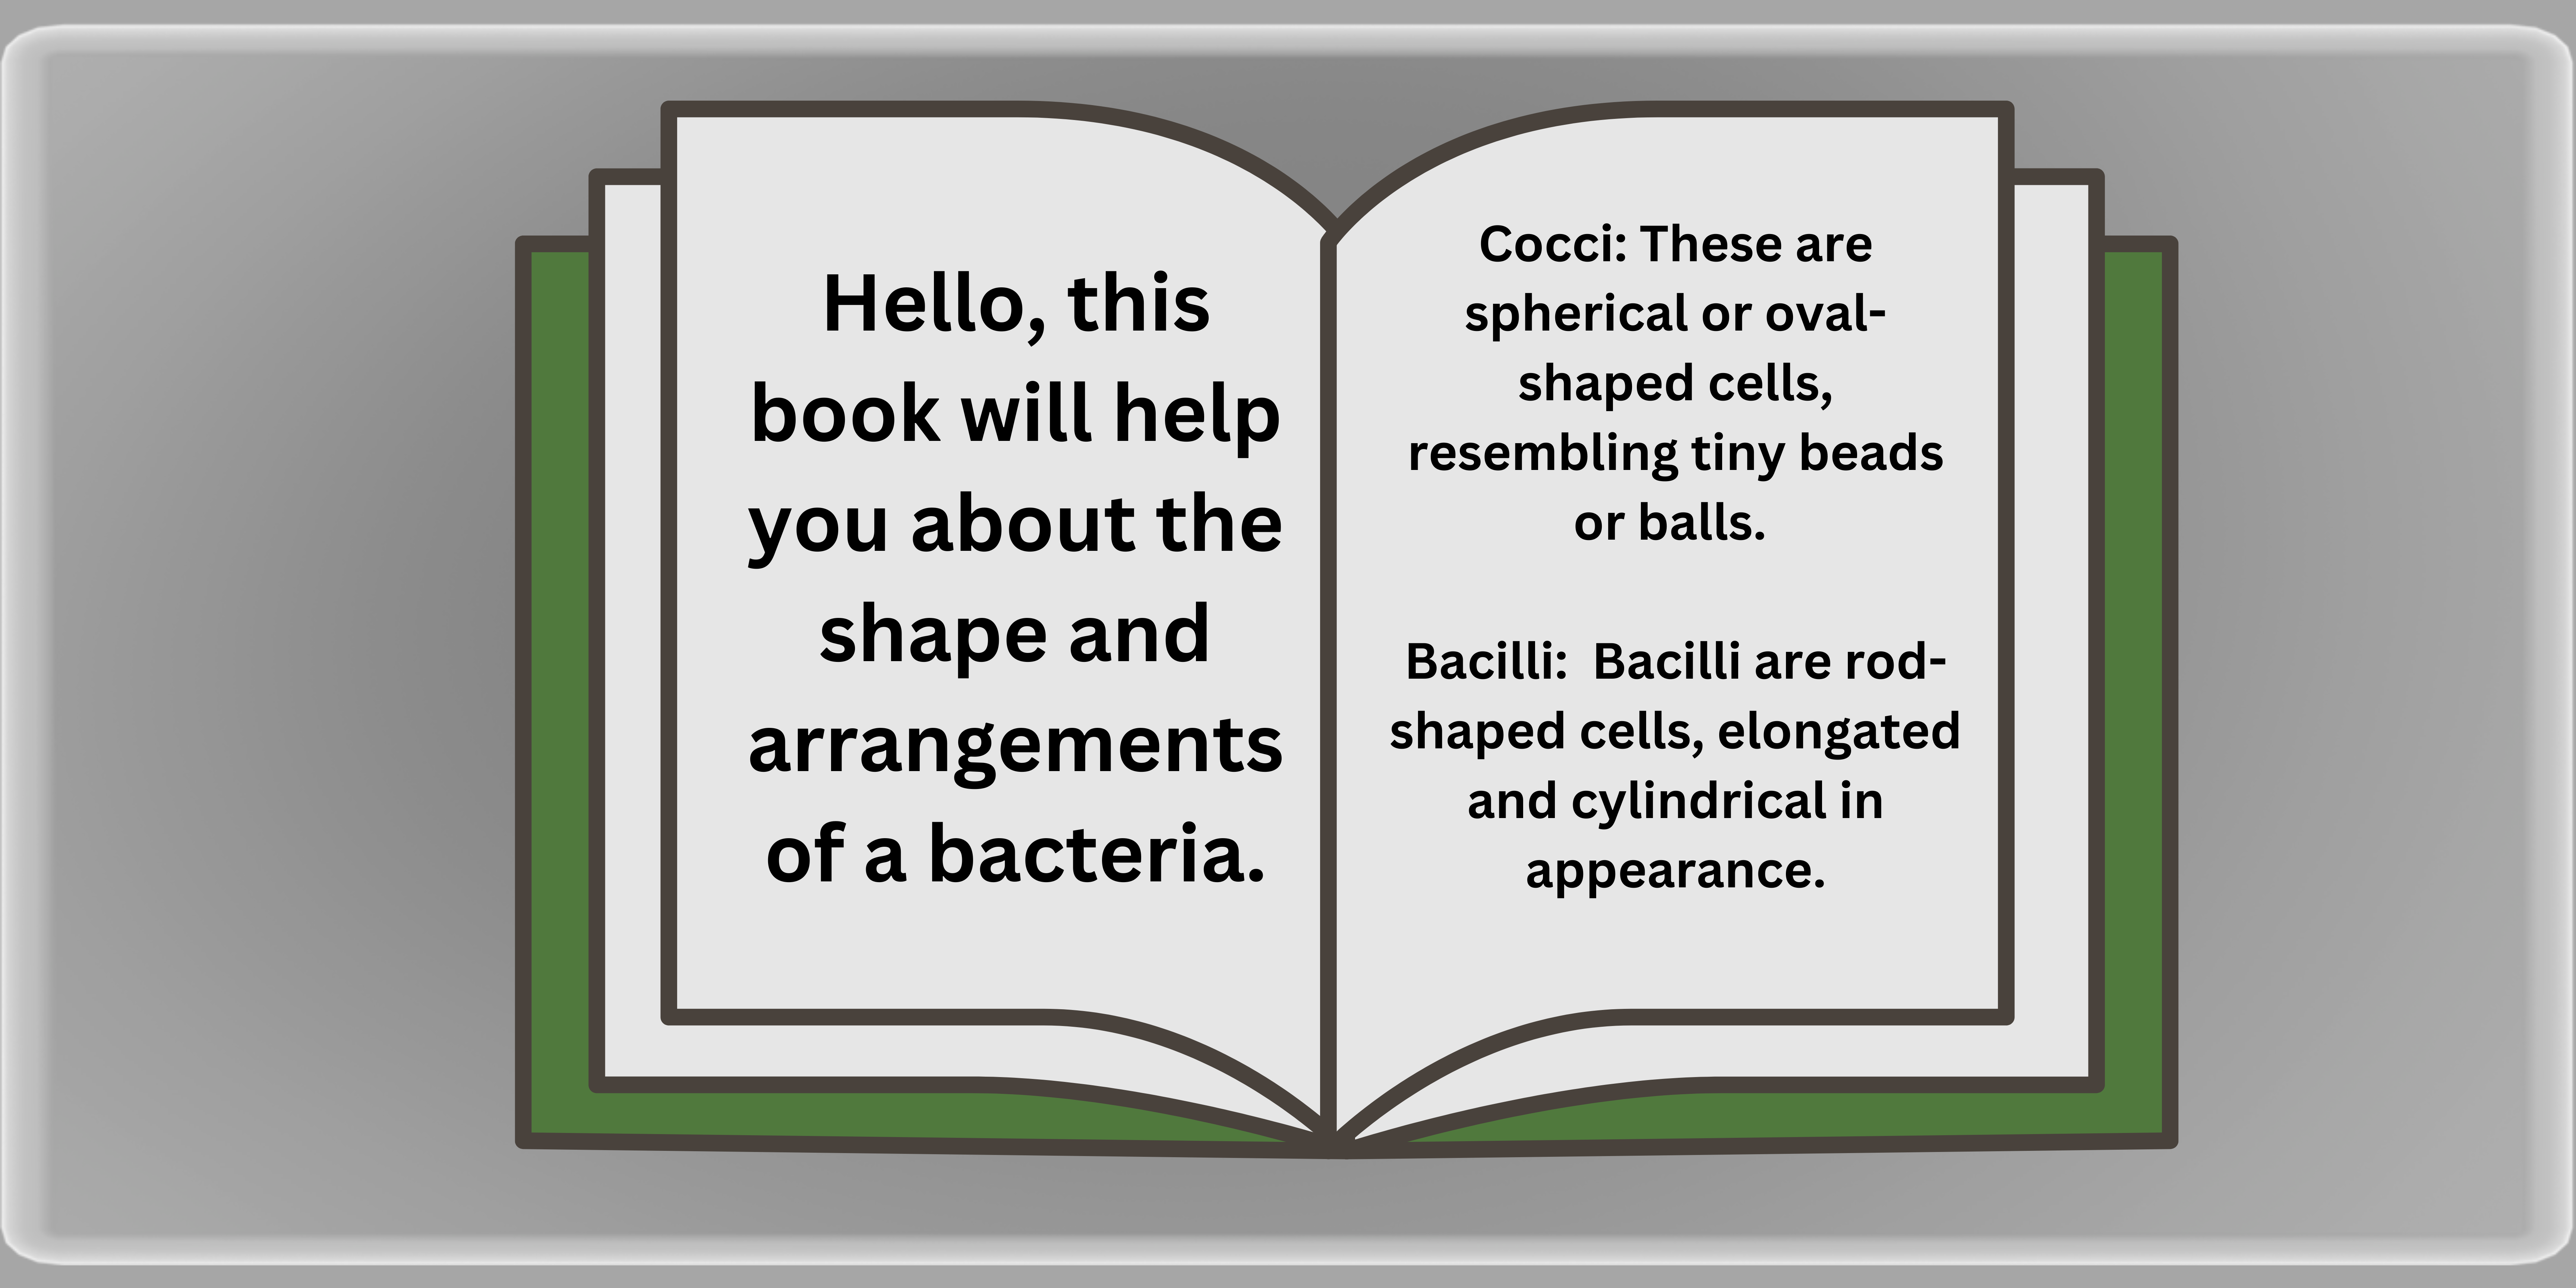 Hello, this
book will help
you about the
shape and
arrangements
of a bacteria.
Cocci: These are
spherical or oval-
shaped cells,
resembling tiny beads
or balls.
Bacilli:  Bacilli are rod-
shaped cells, elongated
and cylindrical in
appearance.